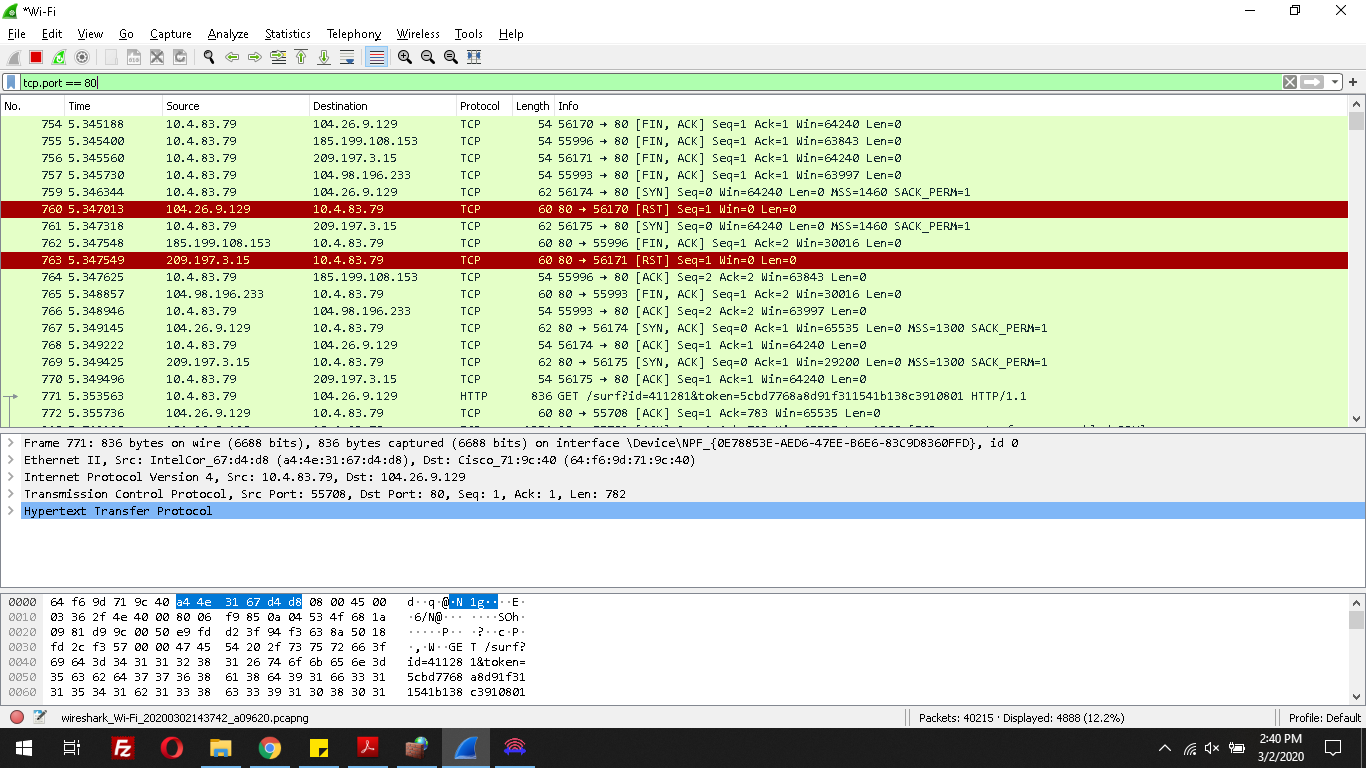 *Wi-Fi
File Edit View Go Capture Analyze Statistics Telephony Wireless Tools Help
tcp.port == 80
No. Time Source Destination Protocol Length Info
754 5.345188 10.4.83.79 104.26.9.129 TCP 54 56170 → 80 [FIN, ACK] Seq=1 Ack=1 Win=64240 Len=0
755 5.345400 10.4.83.79 185.199.108.153 TCP 54 55996 → 80 [FIN, ACK] Seq=1 Ack=1 Win=63843 Len=0
756 5.345560 10.4.83.79 209.197.3.15 TCP 54 56171 → 80 [FIN, ACK] Seq=1 Ack=1 Win=64240 Len=0
757 5.345730 10.4.83.79 104.98.196.233 TCP 54 55993 → 80 [FIN, ACK] Seq=1 Ack=1 Win=63997 Len=0
759 5.346344 10.4.83.79 104.26.9.129 TCP 62 56174 → 80 [SYN] Seq=0 Win=64240 Len=0 MSS=1460 SACK_PERM=1
760 5.347013 104.26.9.129 10.4.83.79 TCP 60 80 → 56170 [RST] Seq=1 Win=0 Len=0
761 5.347318 10.4.83.79 209.197.3.15 TCP 62 56175 → 80 [SYN] Seq=0 Win=64240 Len=0 MSS=1460 SACK_PERM=1
762 5.347548 185.199.108.153 10.4.83.79 TCP 60 80 → 55996 [FIN, ACK] Seq=1 Ack=2 Win=30016 Len=0
763 5.347549 209.197.3.15 10.4.83.79 TCP 60 80 → 56171 [RST] Seq=1 Win=0 Len=0
764 5.347625 10.4.83.79 185.199.108.153 TCP 54 55996 → 80 [ACK] Seq=2 Ack=2 Win=63843 Len=0
765 5.348857 104.98.196.233 10.4.83.79 TCP 60 80 → 55993 [FIN, ACK] Seq=1 Ack=2 Win=30016 Len=0
766 5.348946 10.4.83.79 104.98.196.233 TCP 54 55993 → 80 [ACK] Seq=2 Ack=2 Win=63997 Len=0
767 5.349145 104.26.9.129 10.4.83.79 TCP 62 80 → 56174 [SYN, ACK] Seq=0 Ack=1 Win=65535 Len=0 MSS=1300 SACK_PERM=1
768 5.349222 10.4.83.79 104.26.9.129 TCP 54 56174 → 80 [ACK] Seq=1 Ack=1 Win=64240 Len=0
769 5.349425 209.197.3.15 10.4.83.79 TCP 62 80 → 56175 [SYN, ACK] Seq=0 Ack=1 Win=29200 Len=0 MSS=1300 SACK_PERM=1
770 5.349496 10.4.83.79 209.197.3.15 TCP 54 56175 → 80 [ACK] Seq=1 Ack=1 Win=64240 Len=0
771 5.353563 10.4.83.79 104.26.9.129 HTTP 836 GET /surf?id=411281&token=5cbd7768a8d91f311541b138c3910801 HTTP/1.1
772 5.355736 104.26.9.129 10.4.83.79 TCP 60 80 → 55708 [ACK] Seq=1 Ack=783 Win=65535 Len=0
Frame 771: 836 bytes on wire (6688 bits), 836 bytes captured (6688 bits) on interface \Device\NPF_{0E78853E-AED6-47EE-B6E6-83C9D8360FFD}, id 0
Ethernet II, Src: IntelCor_67:d4:d8 (a4:4e:31:67:d4:d8), Dst: Cisco_71:9c:40 (64:f6:9d:71:9c:40)
Internet Protocol Version 4, Src: 10.4.83.79, Dst: 104.26.9.129
Transmission Control Protocol, Src Port: 55708, Dst Port: 80, Seq: 1, Ack: 1, Len: 782
Hypertext Transfer Protocol
0000 64 f6 9d 71 9c 40 a4 4e 31 67 d4 d8 08 00 45 00 d··q·@·N 1g····E·
0010 03 36 2f 4e 40 00 80 06 f9 85 0a 04 53 4f 68 1a ·6/N@··· ····SOh·
0020 09 81 d9 9c 00 50 e9 fd d2 3f 94 f3 63 8a 50 18 ·····P·· ·?··c·P·
0030 fd 2c f3 57 00 00 47 45 54 20 2f 73 75 72 66 3f ·,·W··GE T /surf?
0040 69 64 3d 34 31 31 32 38 31 26 74 6f 6b 65 6e 3d id=41128 1&token=
0050 35 63 62 64 37 37 36 38 61 38 64 39 31 66 33 31 5cbd7768 a8d91f31
0060 31 35 34 31 62 31 33 38 63 33 39 31 30 38 30 31 1541b138 c3910801
wireshark_Wi-Fi_20200302143742_a09620.pcapng Packets: 40215 · Displayed: 4888 (12.2%) Profile: Default
2:40 PM
3/2/2020